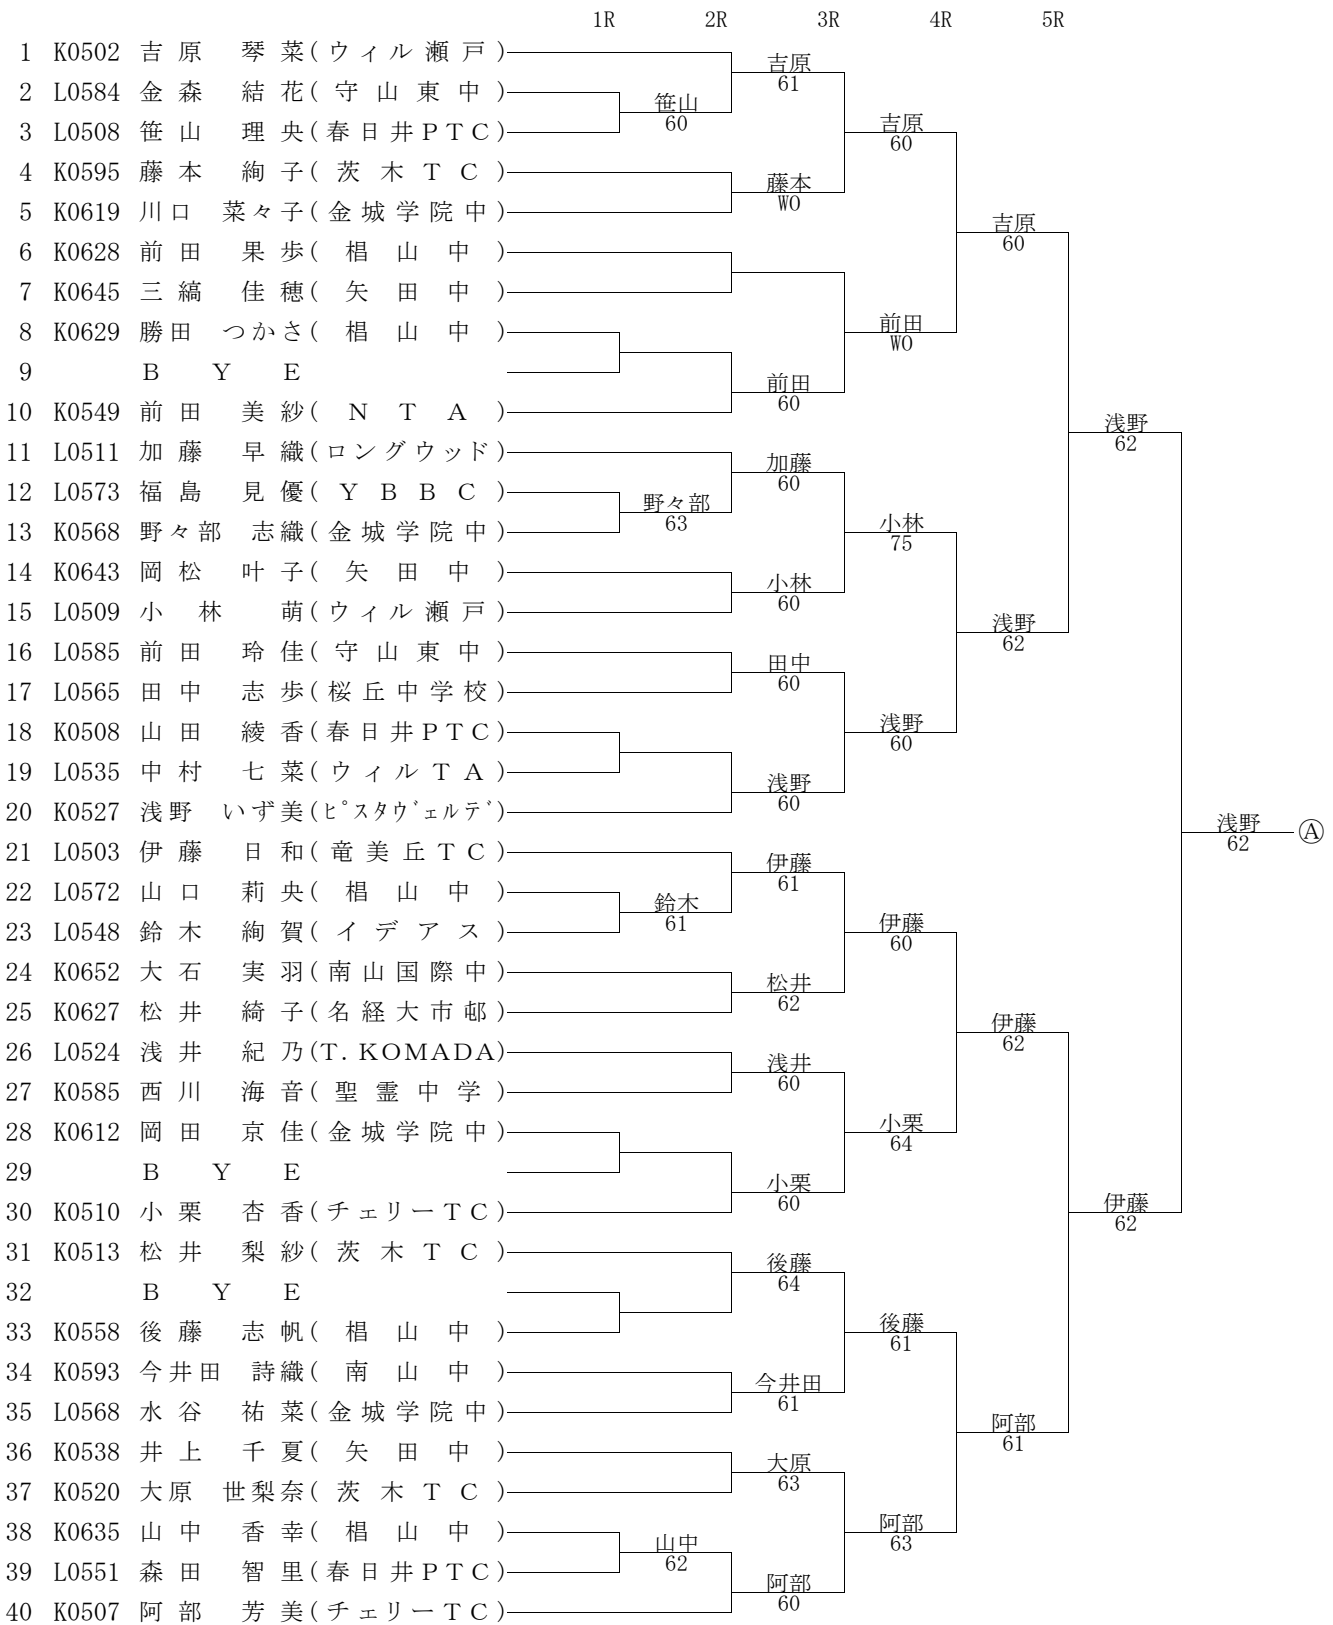 1R 2R 3R 4R 5R
1 K0502 吉原 琴菜(ウィル瀬戸)
吉原
61
2 L0584 金森 結花(守山東中)
笹山
60
3 L0508 笹山 理央(春日井PTC)
吉原
60
4 K0595 藤本 絢子(茨木TC)
藤本
WO
5 K0619 川口 菜々子(金城学院中)
吉原
60
6 K0628 前田 果歩(椙山中)
7 K0645 三縞 佳穂(矢田中)
8 K0629 勝田 つかさ(椙山中)
前田
WO
9 BYE
前田
60
10 K0549 前田 美紗(NTA)
浅野
62
11 L0511 加藤 早織(ロングウッド)
加藤
60
12 L0573 福島 見優(YBBC)
野々部
63
13 K0568 野々部 志織(金城学院中)
小林
75
14 K0643 岡松 叶子(矢田中)
小林
60
15 L0509 小林 萌(ウィル瀬戸)
浅野
62
16 L0585 前田 玲佳(守山東中)
田中
60
17 L0565 田中 志歩(桜丘中学校)
18 K0508 山田 綾香(春日井PTC)
浅野
60
19 L0535 中村 七菜(ウィルTA)
浅野
60
20 K0527 浅野 いず美(ピスタヴェルデ)
浅野
62
Ⓐ
21 L0503 伊藤 日和(竜美丘TC)
伊藤
61
22 L0572 山口 莉央(椙山中)
鈴木
61
23 L0548 鈴木 絢賀(イデアス)
伊藤
60
24 K0652 大石 実羽(南山国際中)
松井
62
25 K0627 松井 綺子(名経大市邨)
伊藤
62
26 L0524 浅井 紀乃(T.KOMADA)
浅井
60
27 K0585 西川 海音(聖霊中学)
28 K0612 岡田 京佳(金城学院中)
小栗
64
29 BYE
小栗
60
30 K0510 小栗 杏香(チェリーTC)
伊藤
62
31 K0513 松井 梨紗(茨木TC)
後藤
64
32 BYE
33 K0558 後藤 志帆(椙山中)
後藤
61
34 K0593 今井田 詩織(南山中)
今井田
61
35 L0568 水谷 祐菜(金城学院中)
阿部
61
36 K0538 井上 千夏(矢田中)
大原
63
37 K0520 大原 世梨奈(茨木TC)
38 K0635 山中 香幸(椙山中)
山中
62
阿部
63
39 L0551 森田 智里(春日井PTC)
阿部
60
40 K0507 阿部 芳美(チェリーTC)